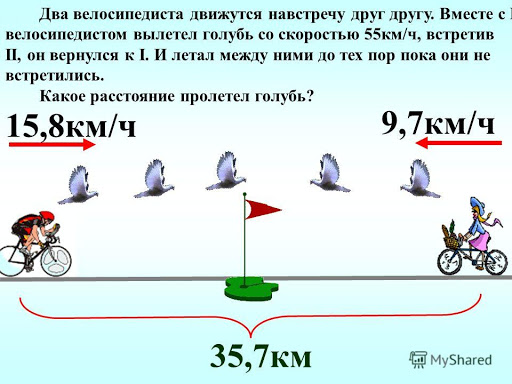 Два велосипедиста движутся навстречу друг другу. Вместе с I
велосипедистом вылетел голубь со скоростью 55км/ч, встретив
II, он вернулся к I. И летал между ними до тех пор пока они не
встретились.
Какое расстояние пролетел голубь?
15,8км/ч
9,7км/ч
35,7км
MyShared